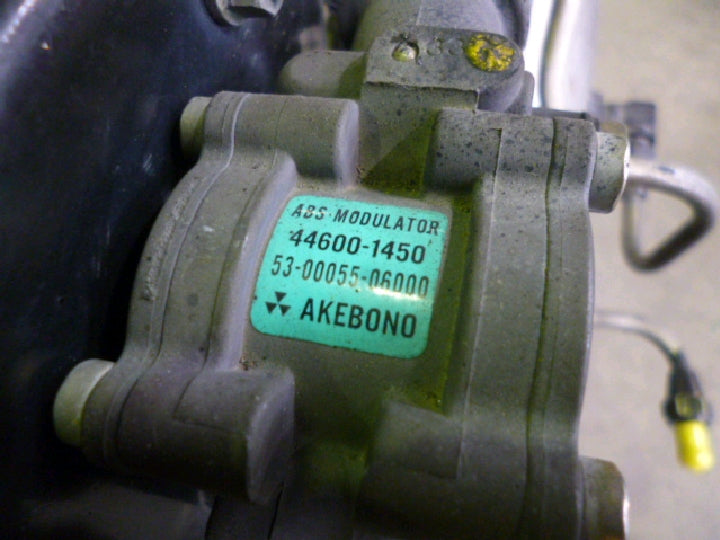 ABS MODULATOR
44600-1450
53-00055-06000
AKEBONO